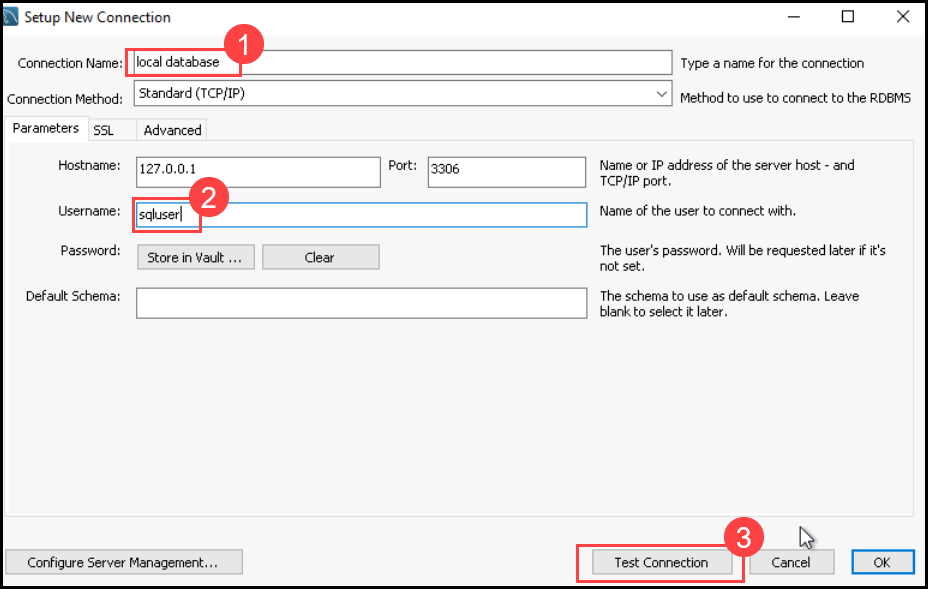 Setup New Connection
1
Connection Name: local database Type a name for the connection
Connection Method: Standard (TCP/IP) Method to use to connect to the RDBMS
Parameters SSL Advanced
Hostname: 127.0.0.1 Port: 3306 Name or IP address of the server host - and
TCP/IP port.
2
Username: sqluser Name of the user to connect with.
Password: Store in Vault ... Clear The user's password. Will be requested later if it's
not set.
Default Schema: The schema to use as default schema. Leave
blank to select it later.
3
Configure Server Management... Test Connection Cancel OK